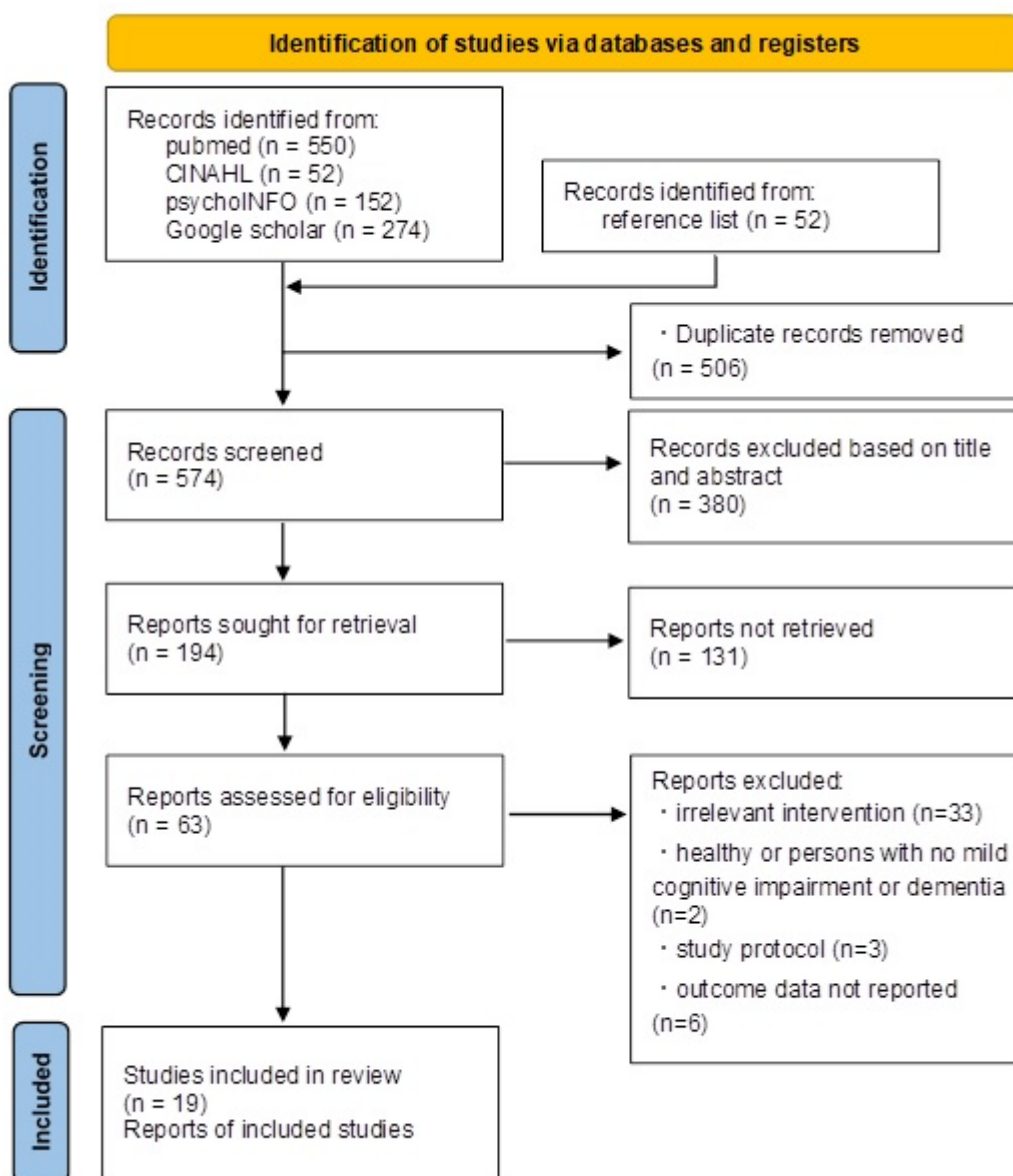 Identification of studies via databases and registers
Identification
Records identified from:
pubmed (n = 550)
CINAHL (n = 52)
psychoINFO (n = 152)
Google scholar (n = 274)
Records identified from:
reference list (n = 52)
・Duplicate records removed
(n = 506)
Screening
Records screened
(n = 574)
Records excluded based on title
and abstract
(n = 380)
Reports sought for retrieval
(n = 194)
Reports not retrieved
(n = 131)
Reports assessed for eligibility
(n = 63)
Reports excluded:
・irrelevant intervention (n=33)
・healthy or persons with no mild
cognitive impairment or dementia
(n=2)
・study protocol (n=3)
・outcome data not reported
(n=6)
Included
Studies included in review
(n = 19)
Reports of included studies